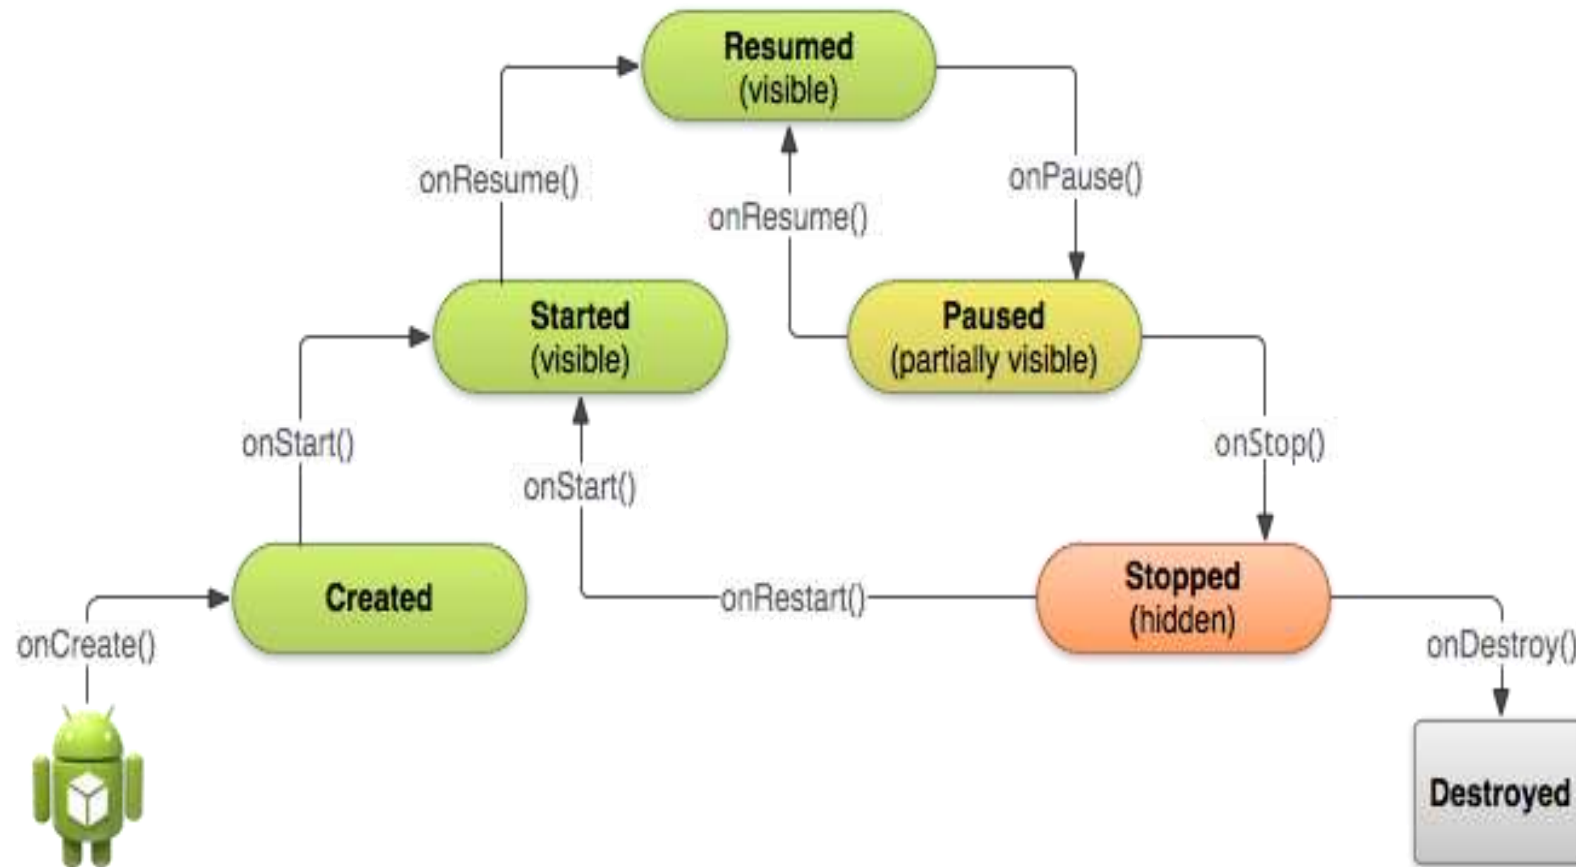 Resumed
(visible)
onResume()
onPause()
onResume()
Started
(visible)
Paused
(partially visible)
onStart()
onStop()
onStart()
Created
onRestart()
Stopped
(hidden)
onCreate()
onDestroy()
Destroyed